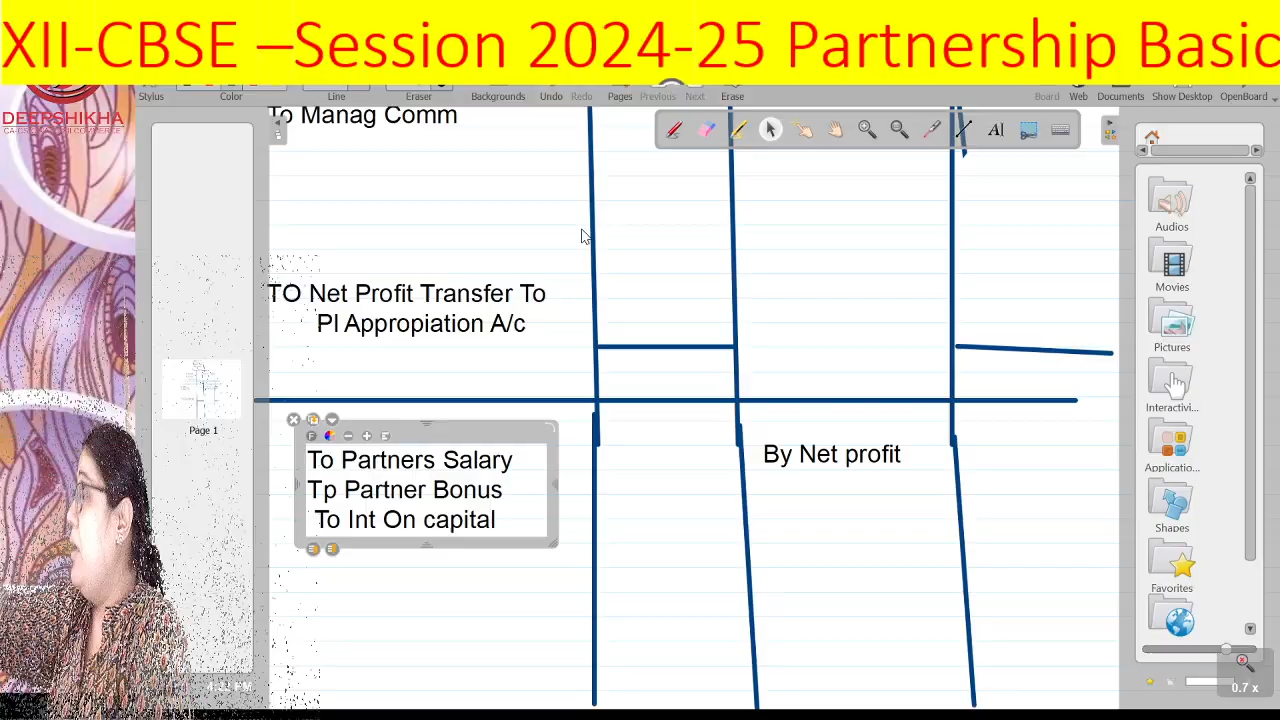 XII-CBSE –Session 2024-25 Partnership Basic
Stylus
Color
Line
Eraser
Backgrounds
Undo
Redo
Pages
Previous
Next
Erase
Board
Web
Documents
Show Desktop
OpenBoard
DEEPSHIKHA
To Manag Comm
TO Net Profit Transfer To
Pl Appropiation A/c
To Partners Salary
Tp Partner Bonus
To Int On capital
By Net profit
Page 1
Audios
Movies
Pictures
Interactivi...
Applicatio...
Shapes
Favorites
0.7 x